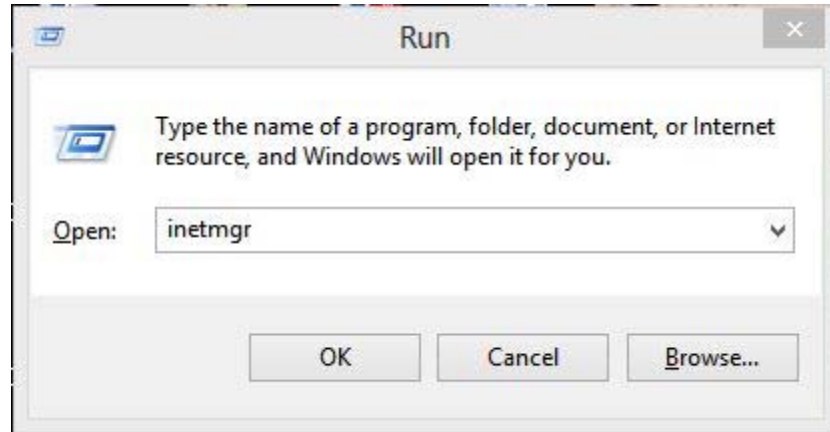 Run
Type the name of a program, folder, document, or Internet
resource, and Windows will open it for you.
Open: inetmgr
OK Cancel Browse...